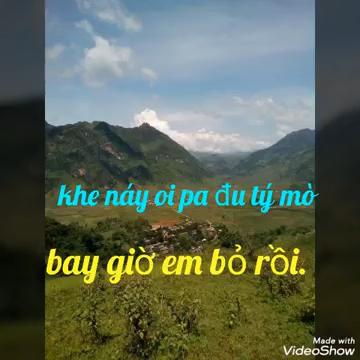 khe náy oi pa đu tý mò
bay giờ em bỏ rồi.
Made with
VideoShow